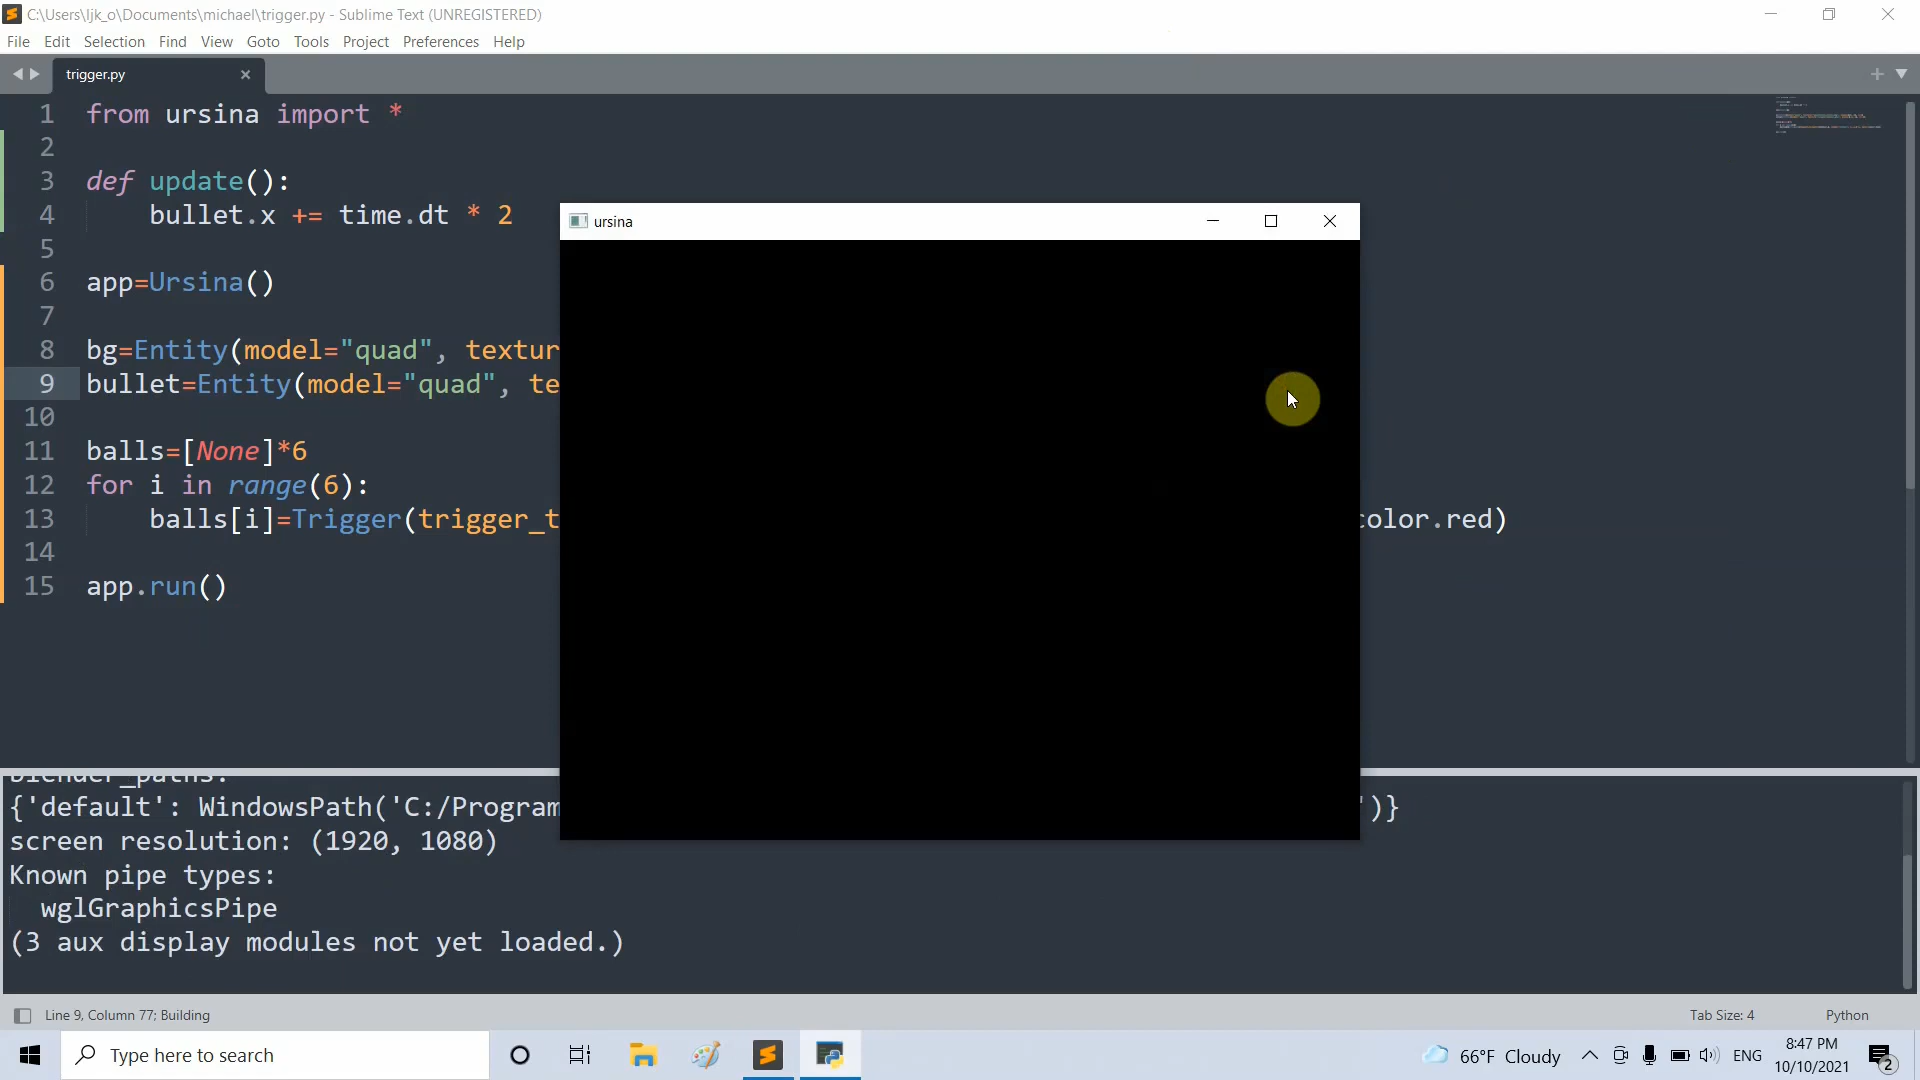 C:\Users\ljk_o\Documents\michael\trigger.py - Sublime Text (UNREGISTERED)
File Edit Selection Find View Goto Tools Project Preferences Help
trigger.py
1 from ursina import *
2
3 def update():
4 bullet.x += time.dt * 2
5
6 app=Ursina()
7
8 bg=Entity(model="quad", textur
9 bullet=Entity(model="quad", te
10
11 balls=[None]*6
12 for i in range(6):
13 balls[i]=Trigger(trigger_t color.red)
14
15 app.run()
ursina
blender_paths:
{'default': WindowsPath('C:/Program ')}
screen resolution: (1920, 1080)
Known pipe types:
wglGraphicsPipe
(3 aux display modules not yet loaded.)
Line 9, Column 77; Building Tab Size: 4 Python
Type here to search 66°F Cloudy ENG 8:47 PM
10/10/2021 2